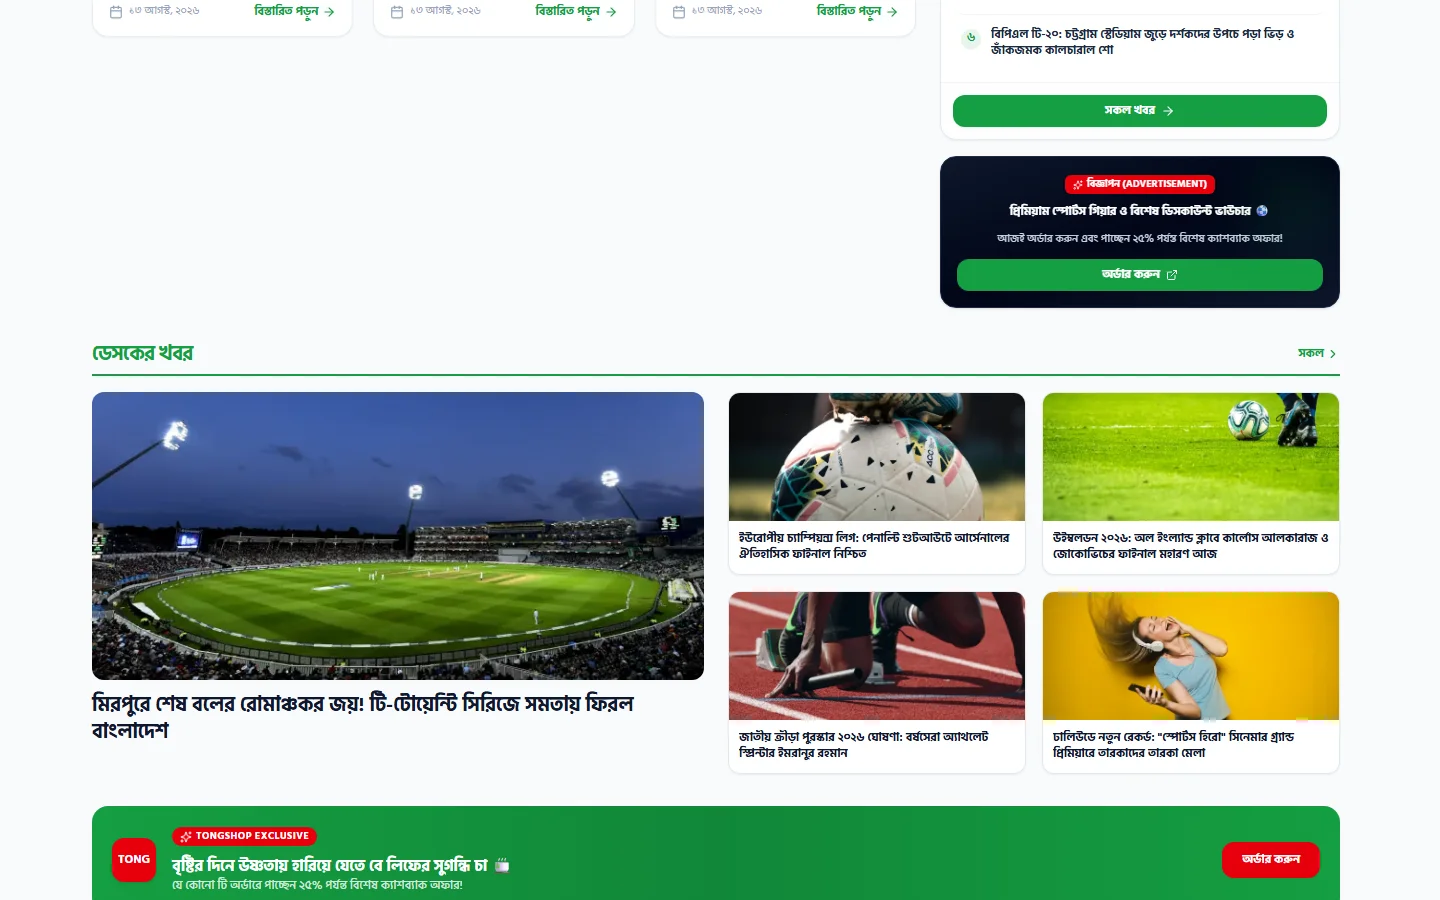 ১৩ আগস্ট, ২০২৬
বিস্তারিত পড়ুন
১৩ আগস্ট, ২০২৬
বিস্তারিত পড়ুন
১৩ আগস্ট, ২০২৬
বিস্তারিত পড়ুন
৬
বিপিএল টি-২০: চট্টগ্রাম স্টেডিয়াম জুড়ে দর্শকদের উপচে পড়া ভিড় ও
জাঁকজমক কালচারাল শো
সকল খবর
বিজ্ঞাপন (ADVERTISEMENT)
প্রিমিয়াম স্পোর্টস গিয়ার ও বিশেষ ডিসকাউন্ট ভাউচার
আজই অর্ডার করুন এবং পাচ্ছেন ২৫% পর্যন্ত বিশেষ ক্যাশব্যাক অফার!
অর্ডার করুন
ডেসকের খবর
সকল
মিরপুরে শেষ বলের রোমাঞ্চকর জয়! টি-টোয়েন্টি সিরিজে সমতায় ফিরল
বাংলাদেশ
ইউরোপীয় চ্যাম্পিয়ন্স লিগ: পেনাল্টি শুটআউটে আর্সেনালের
ঐতিহাসিক ফাইনাল নিশ্চিত
উইম্বলডন ২০২৬: অল ইংল্যান্ড ক্লাবে কার্লোস আলকারাজ ও
জোকোভিচের ফাইনাল মহারণ আজ
জাতীয় ক্রীড়া পুরস্কার ২০২৬ ঘোষণা: বর্ষসেরা অ্যাথলেট
স্প্রিন্টার ইমরানুর রহমান
ঢালিউডে নতুন রেকর্ড: "স্পোর্টস হিরো" সিনেমার গ্র্যান্ড
প্রিমিয়ারে তারকাদের তারকা মেলা
TONG
TONGSHOP EXCLUSIVE
বৃষ্টির দিনে উষ্ণতায় হারিয়ে যেতে বে লিফের সুগন্ধি চা
যে কোনো টি অর্ডারে পাচ্ছেন ২৫% পর্যন্ত বিশেষ ক্যাশব্যাক অফার!
অর্ডার করুন